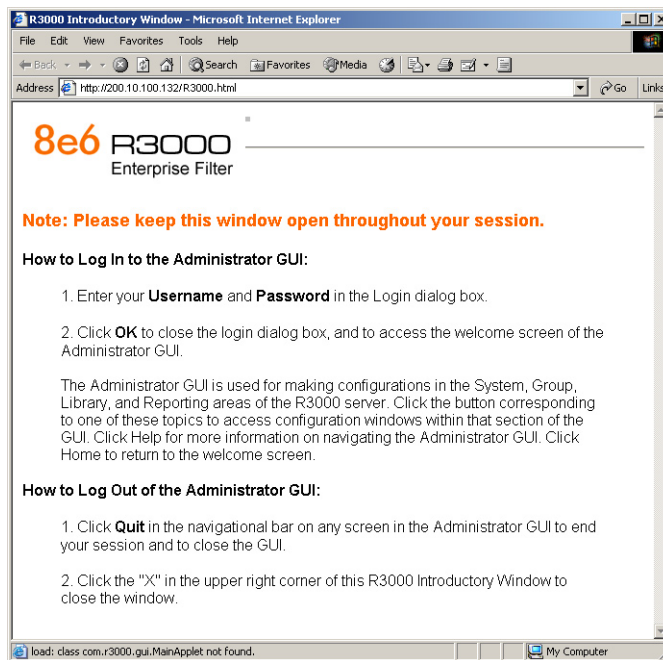 R3000 Introductory Window - Microsoft Internet Explorer
File Edit View Favorites Tools Help
Back Search Favorites Media
Address http://200.10.100.132/R3000.html Go Links
8e6 R3000
Enterprise Filter
Note: Please keep this window open throughout your session.
How to Log In to the Administrator GUI:
1. Enter your Username and Password in the Login dialog box.
2. Click OK to close the login dialog box, and to access the welcome screen of the
Administrator GUI.
The Administrator GUI is used for making configurations in the System, Group,
Library, and Reporting areas of the R3000 server. Click the button corresponding
to one of these topics to access configuration windows within that section of the
GUI. Click Help for more information on navigating the Administrator GUI. Click
Home to return to the welcome screen.
How to Log Out of the Administrator GUI:
1. Click Quit in the navigational bar on any screen in the Administrator GUI to end
your session and to close the GUI.
2. Click the "X" in the upper right corner of this R3000 Introductory Window to
close the window.
load: class com.r3000.gui.MainApplet not found. My Computer